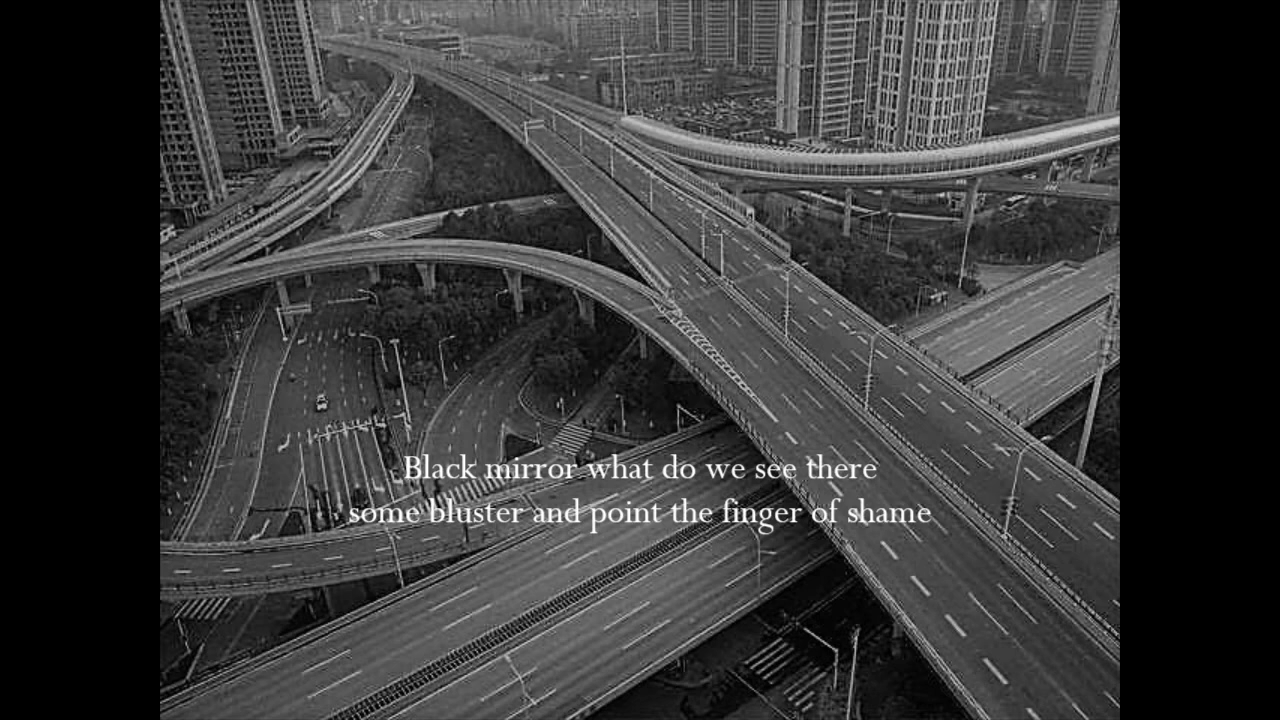 Black mirror what do we see there
some bluster and point the finger of shame